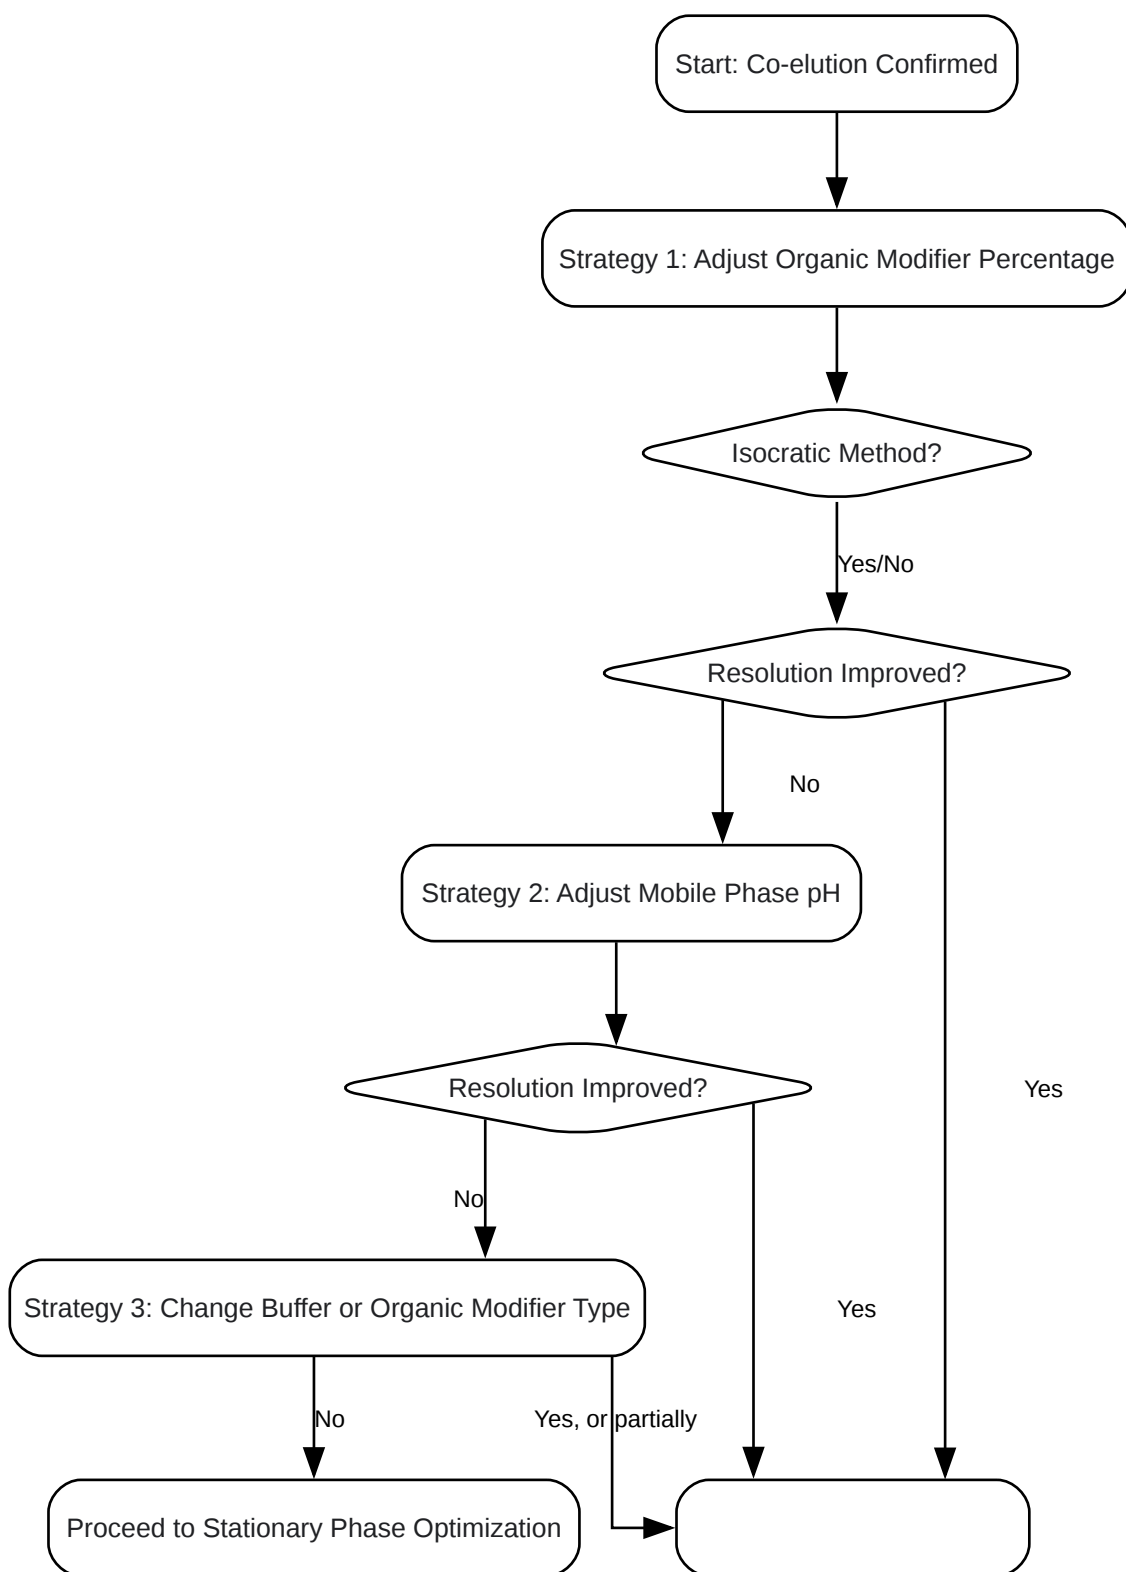 Start: Co-elution Confirmed
Strategy 1: Adjust Organic Modifier Percentage
Isocratic Method?
Yes/No
Resolution Improved?
No
Strategy 2: Adjust Mobile Phase pH
Resolution Improved?
Yes
No
Strategy 3: Change Buffer or Organic Modifier Type
Yes
No
Yes, or partially
Proceed to Stationary Phase Optimization